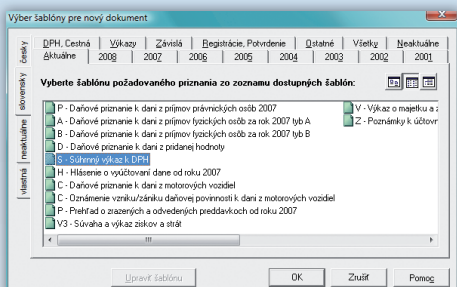 Výber šablóny pre nový dokument
DPH, Cestná Výkazy Závislá Registrácie, Potvrdenie Ostatné Všetky Neaktuálne
Aktuálne 2008 2007 2006 2005 2004 2003 2002 2001
česky
slovensky
neaktuálne
vlastná
Vyberte šablónu požadovaného priznania zo zoznamu dostupných šablón:
P - Daňové priznanie k dani z príjmov právnických osôb 2007
A - Daňové priznanie k dani z príjmov fyzických osôb za rok 2007 tyb A
B - Daňové priznanie k dani z príjmov fyzických osôb za rok 2007 typ B
D - Daňové priznanie k dani z pridanej hodnoty
S - Súhrnný výkaz k DPH
H - Hlásenie o vyúčtovaní dane od roku 2007
C - Daňové priznanie k dani z motorových vozidiel
C - Oznámenie vzniku/zániku daňovej povinnosti k dani z motorových vozidiel
P - Prehľad o zrazených a odvedených preddavkoch od roku 2007
V3 - Súvaha a výkaz ziskov a strát
V - Výkaz o majetku a z
Z - Poznámky k účtovn
Upraviť šablónu OK Zrušiť Pomoc